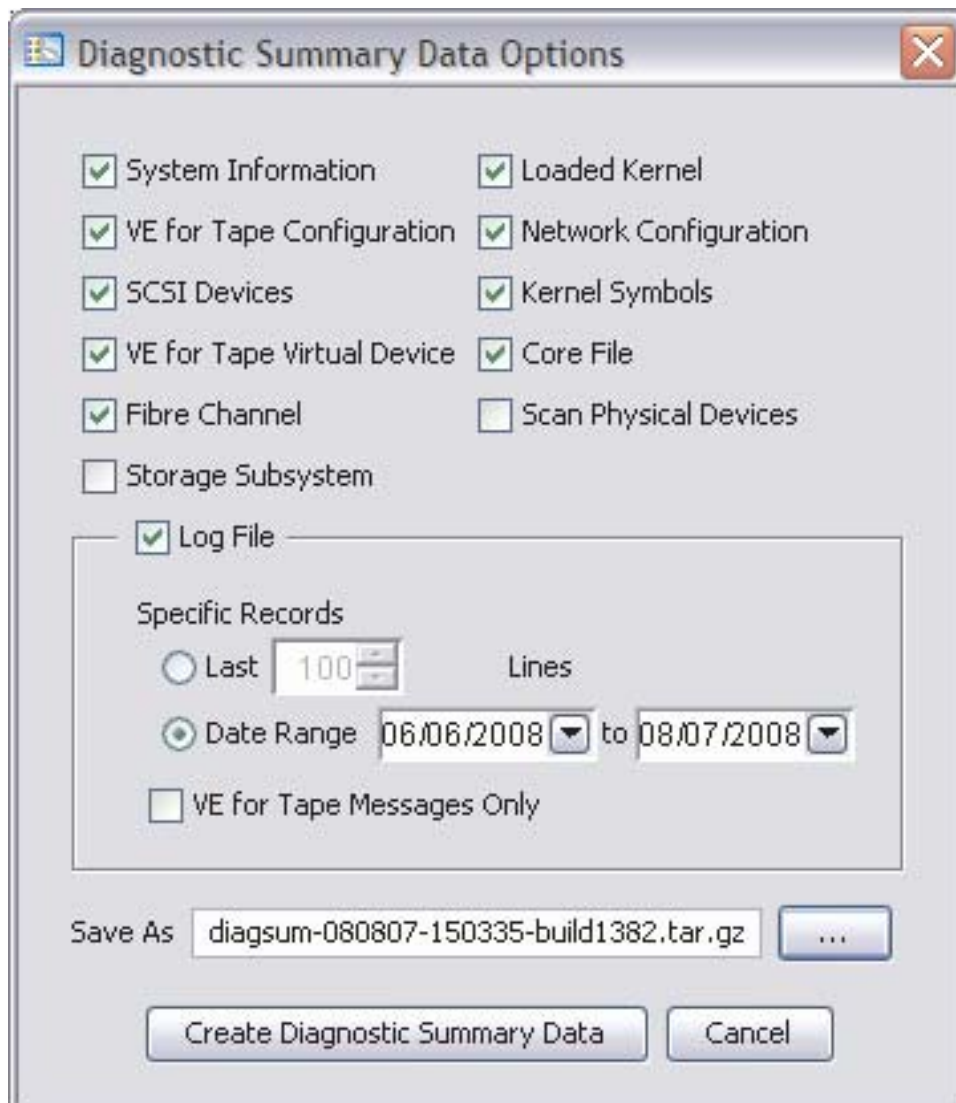 Diagnostic Summary Data Options
System Information
Loaded Kernel
VE for Tape Configuration
Network Configuration
SCSI Devices
Kernel Symbols
VE for Tape Virtual Device
Core File
Fibre Channel
Scan Physical Devices
Storage Subsystem
Log File
Specific Records
Last 100 Lines
Date Range 06/06/2008 to 08/07/2008
VE for Tape Messages Only
Save As diagsum-080807-150335-build1382.tar.gz ...
Create Diagnostic Summary Data Cancel